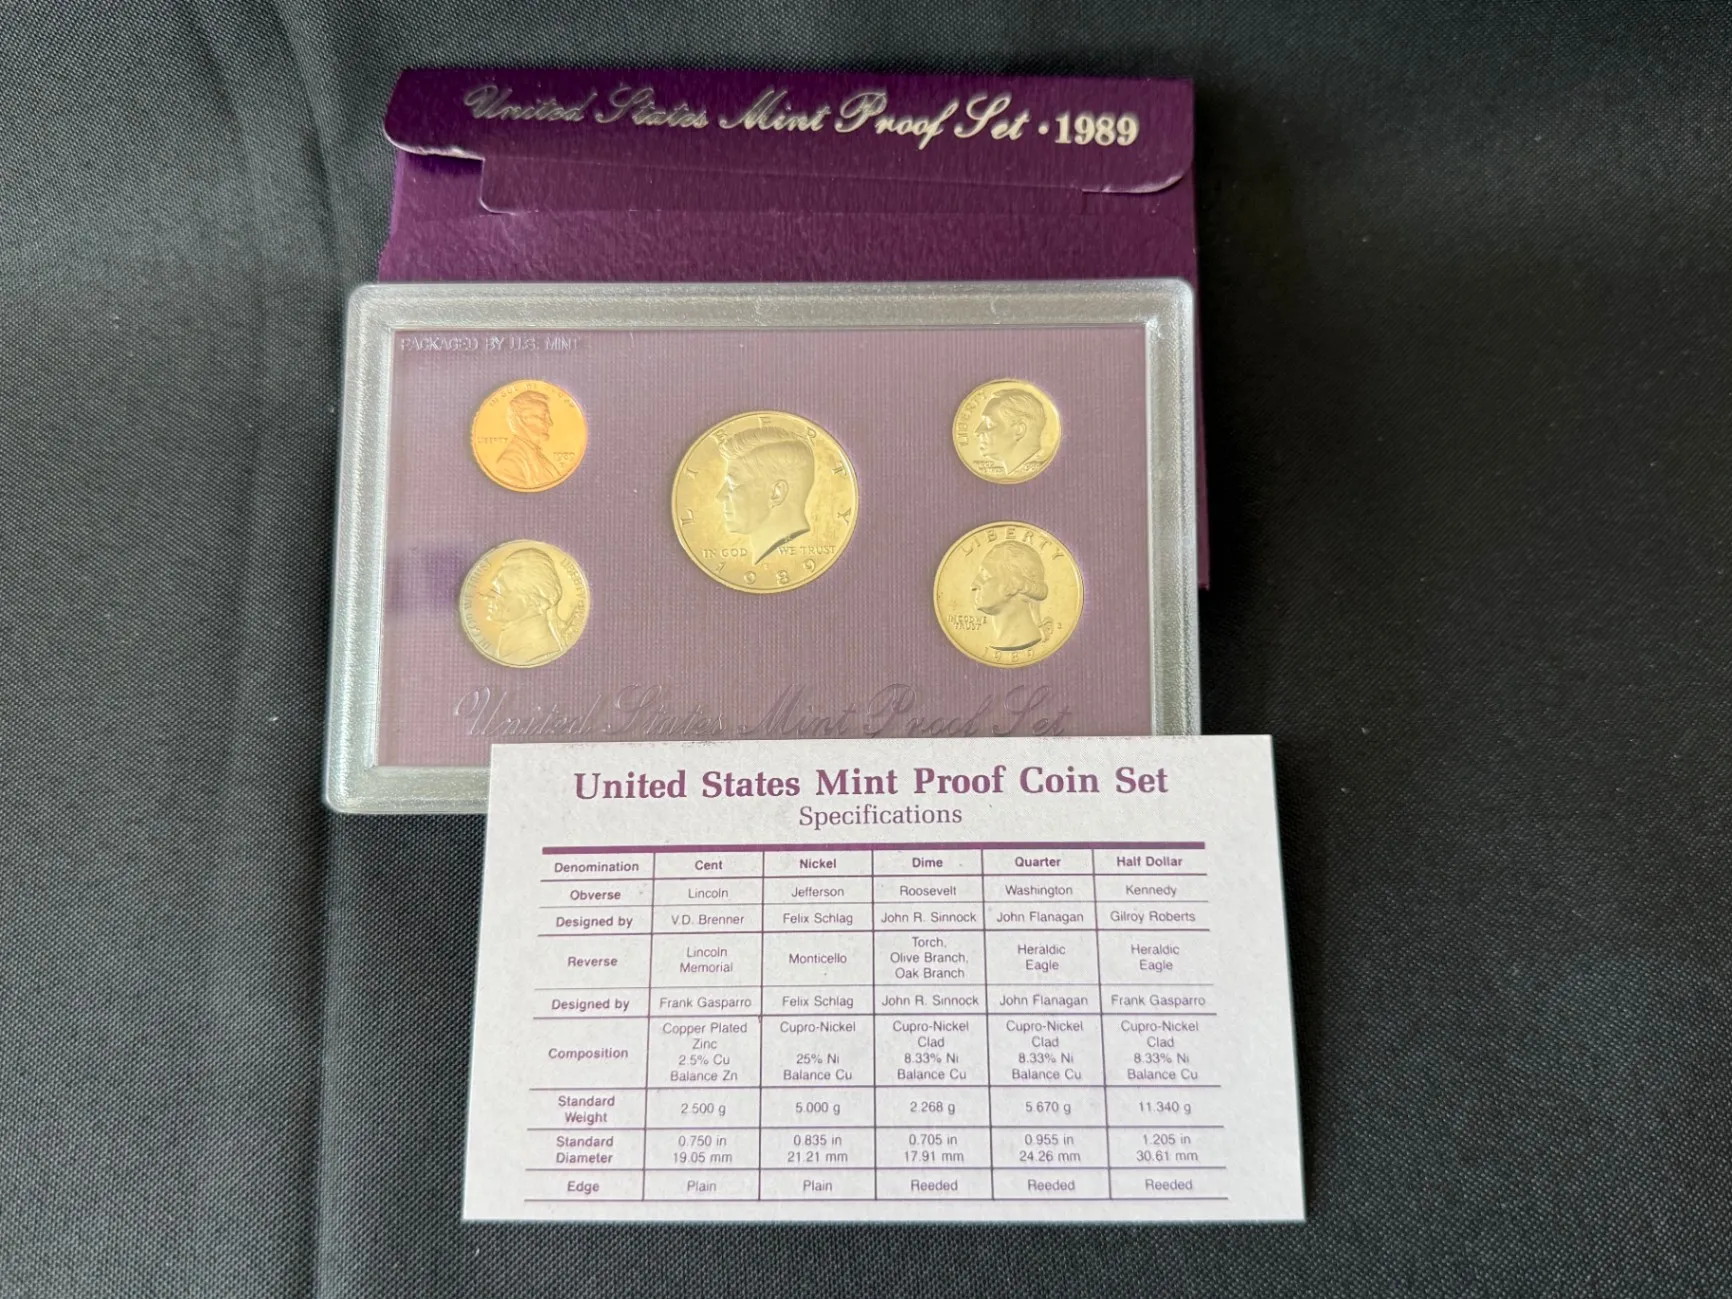 United States Mint Proof Set · 1989
PACKAGED BY U.S. MINT
LIBERTY
1989
LIBERTY
IN GOD WE TRUST
1989
LIBERTY
LIBERTY
IN GOD WE
TRUST
1989
United States Mint Proof Set
United States Mint Proof Coin Set
Specifications
Denomination Cent Nickel Dime Quarter Half Dollar
Obverse Lincoln Jefferson Roosevelt Washington Kennedy
Designed by V.D. Brenner Felix Schlag John R. Sinnock John Flanagan Gilroy Roberts
Reverse Lincoln Memorial Monticello Torch, Olive Branch, Oak Branch Heraldic Eagle Heraldic Eagle
Designed by Frank Gasparro Felix Schlag John R. Sinnock John Flanagan Frank Gasparro
Composition Copper Plated Zinc 2.5% Cu Balance Zn Cupro-Nickel 25% Ni Balance Cu Cupro-Nickel Clad 8.33% Ni Balance Cu Cupro-Nickel Clad 8.33% Ni Balance Cu Cupro-Nickel Clad 8.33% Ni Balance Cu
Standard Weight 2.500 g 5.000 g 2.268 g 5.670 g 11.340 g
Standard Diameter 0.750 in 19.05 mm 0.835 in 21.21 mm 0.705 in 17.91 mm 0.955 in 24.26 mm 1.205 in 30.61 mm
Edge Plain Plain Reeded Reeded Reeded